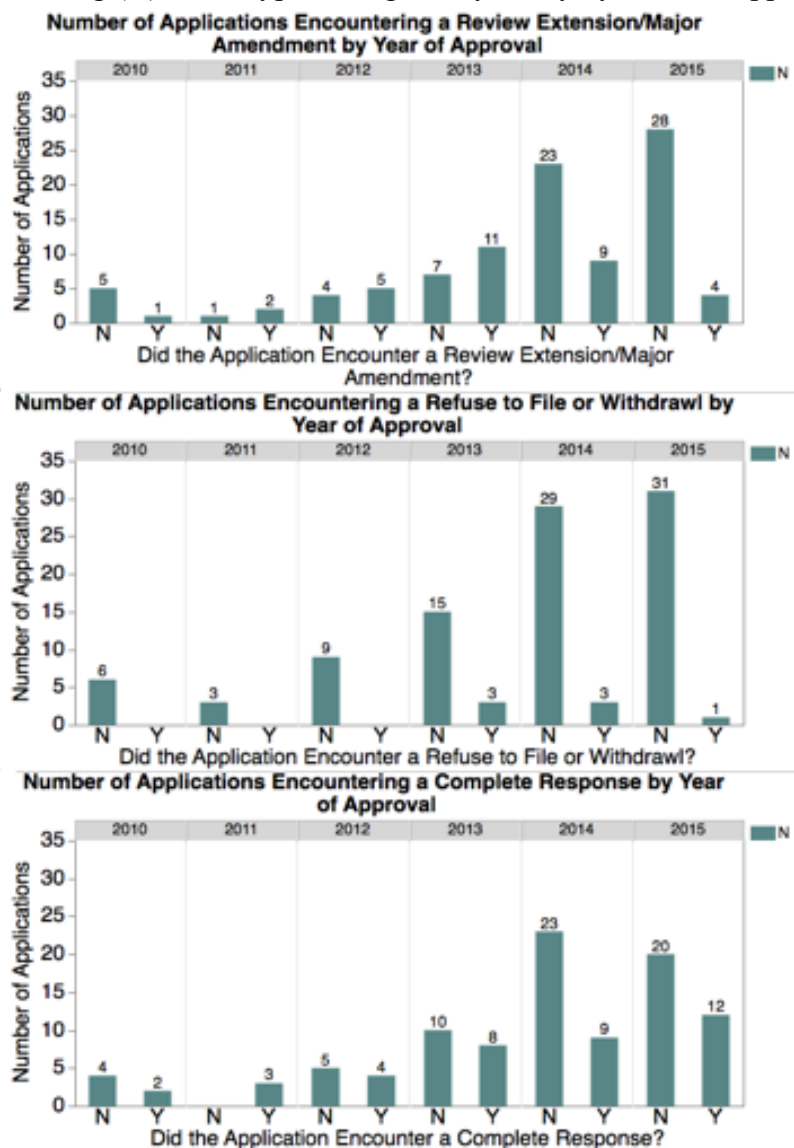 Number of Applications Encountering a Review Extension/Major
Amendment by Year of Approval
2010 2011 2012 2013 2014 2015
N
Number of Applications
35
30
25
20
15
10
5
0
5 1 1 2 4 5 7 11 23 9 28 4
N Y N Y N Y N Y N Y N Y
Did the Application Encounter a Review Extension/Major
Amendment?
Number of Applications Encountering a Refuse to File or Withdrawl by
Year of Approval
2010 2011 2012 2013 2014 2015
N
Number of Applications
35
30
25
20
15
10
5
0
6 3 9 15 3 29 3 31 1
N Y N Y N Y N Y N Y N Y
Did the Application Encounter a Refuse to File or Withdrawl?
Number of Applications Encountering a Complete Response by Year
of Approval
2010 2011 2012 2013 2014 2015
N
Number of Applications
35
30
25
20
15
10
5
0
4 2 3 5 4 10 8 23 9 20 12
N Y N Y N Y N Y N Y N Y
Did the Application Encounter a Complete Response?